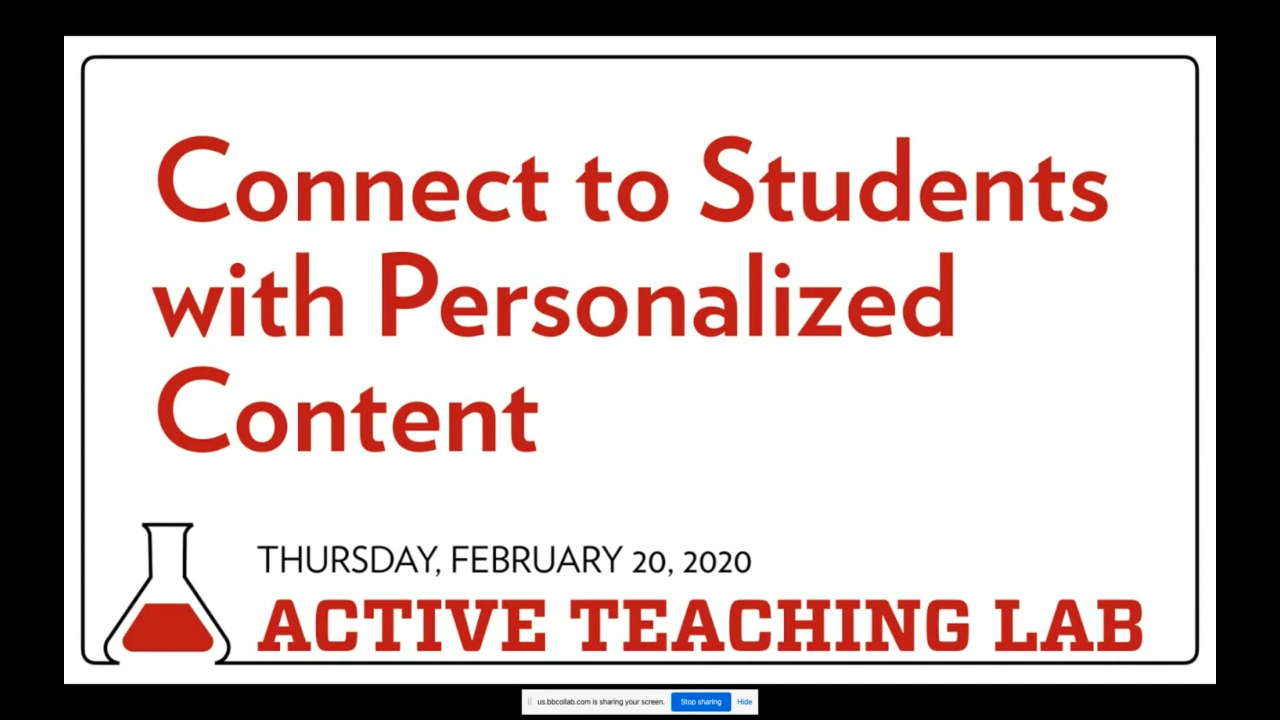 Connect to Students
with Personalized
Content
THURSDAY, FEBRUARY 20, 2020
ACTIVE TEACHING LAB
us.bbcollab.com is sharing your screen. Stop sharing Hide